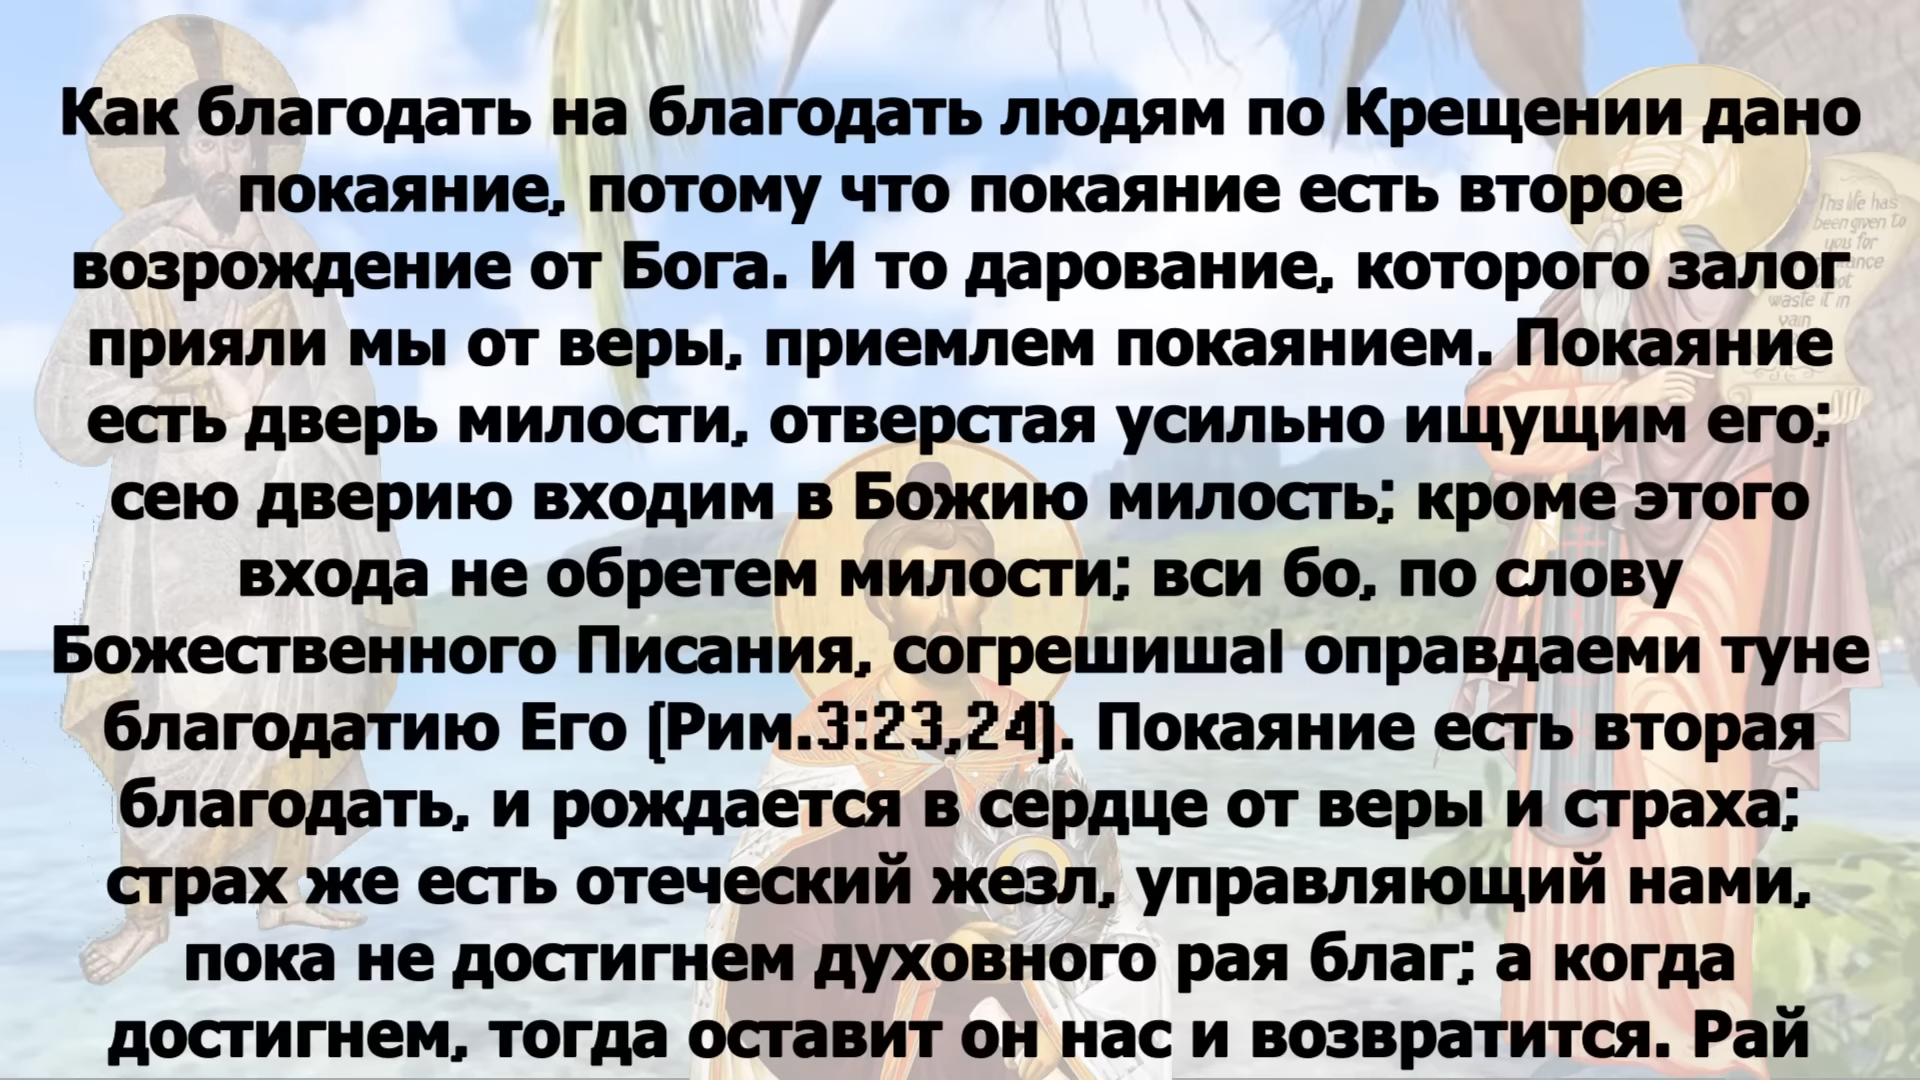 Как благодать на благодать людям по Крещении дано
покаяние, потому что покаяние есть второе
возрождение от Бога. И то дарование, которого залог
прияли мы от веры, приемлем покаянием. Покаяние
есть дверь милости, отверстая усильно ищущим его;
сею дверию входим в Божию милость; кроме этого
входа не обретем милости; вси бо, по слову
Божественного Писания, согрешишаl оправдаеми туне
благодатию Его (Рим.3:23,24). Покаяние есть вторая
благодать, и рождается в сердце от веры и страха;
страх же есть отеческий жезл, управляющий нами,
пока не достигнем духовного рая благ; а когда
достигнем, тогда оставит он нас и возвратится. Рай
This life has
been given to
you for
not
waste it in
vain